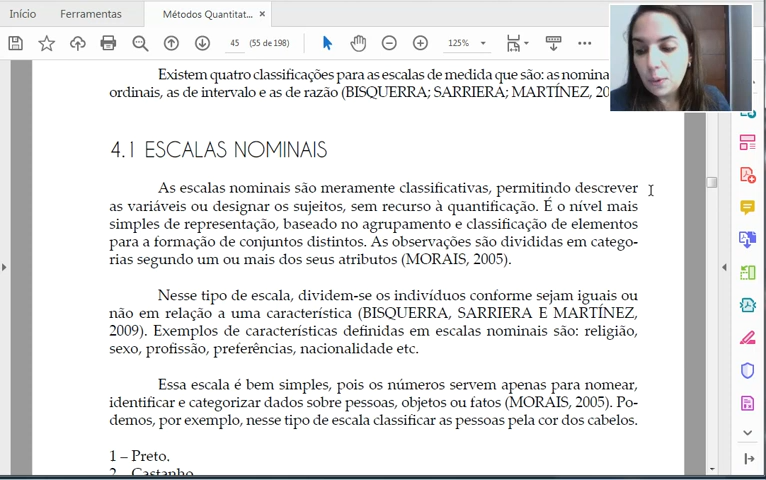 Início Ferramentas Métodos Quantitat... ×
45 (55 de 198) 125%
Existem quatro classificações para as escalas de medida que são: as
ordinais, as de intervalo e as de razão (BISQUERRA; SARRIERA; MARTÍNEZ,
4.1 ESCALAS NOMINAIS
As escalas nominais são meramente classificativas, permitindo descrever
as variáveis ou designar os sujeitos, sem recurso à quantificação. É o nível mais
simples de representação, baseado no agrupamento e classificação de elementos
para a formação de conjuntos distintos. As observações são divididas em catego-
rias segundo um ou mais dos seus atributos (MORAIS, 2005).
Nesse tipo de escala, dividem-se os indivíduos conforme sejam iguais ou
não em relação a uma característica (BISQUERRA, SARRIERA E MARTÍNEZ,
2009). Exemplos de características definidas em escalas nominais são: religião,
sexo, profissão, preferências, nacionalidade etc.
Essa escala é bem simples, pois os números servem apenas para nomear,
identificar e categorizar dados sobre pessoas, objetos ou fatos (MORAIS, 2005). Po-
demos, por exemplo, nesse tipo de escala classificar as pessoas pela cor dos cabelos.
1 – Preto.
2 – Castanho